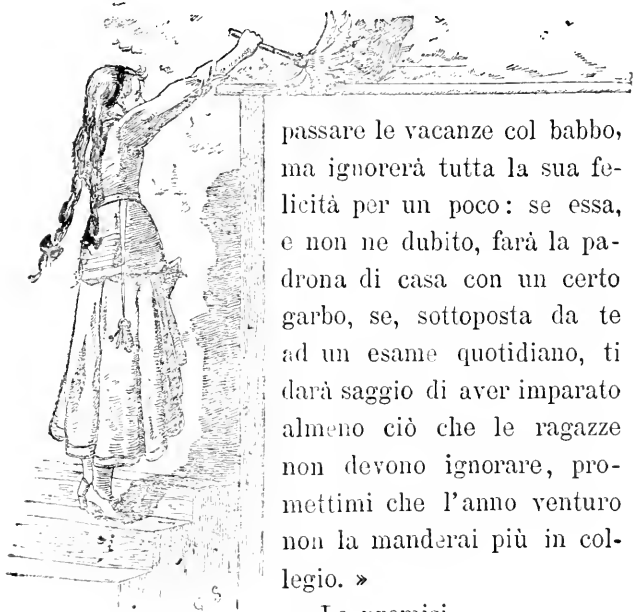 passare le vacanze col babbo,
ma ignorerà tutta la sua fe-
licità per un poco: se essa,
e non ne dubito, farà la pa-
drona di casa con un certo
garbo, se, sottoposta da te
ad un esame quotidiano, ti
darà saggio di aver imparato
almeno ciò che le ragazze
non devono ignorare, pro-
mettimi che l'anno venturo
non la manderai più in col-
legio. »